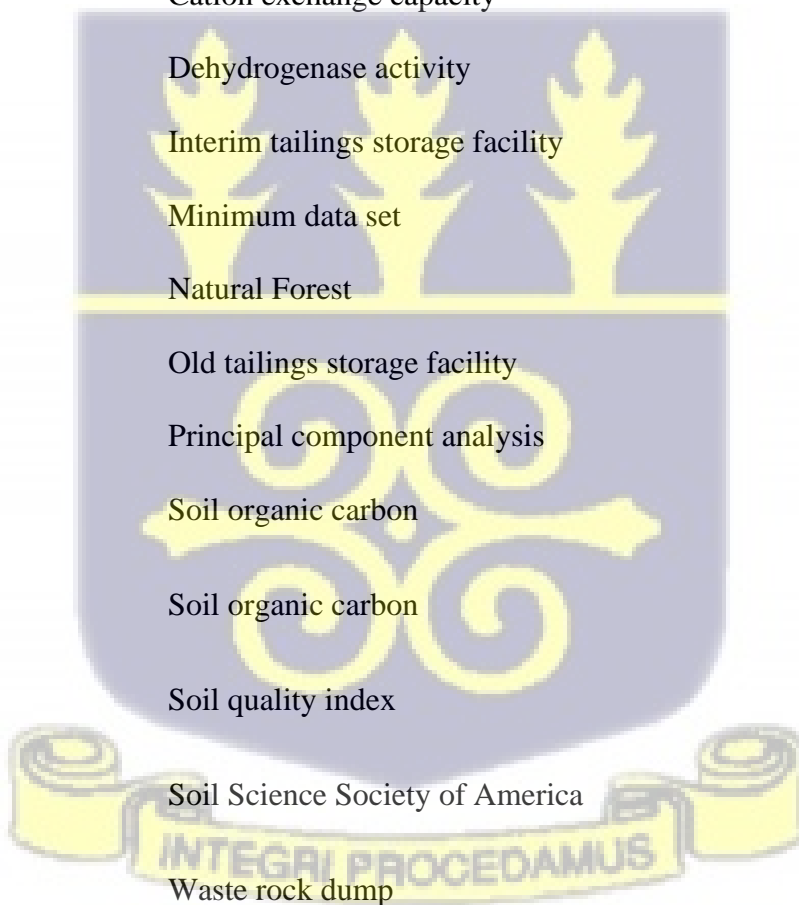 Cation exchange capacity
Dehydrogenase activity
Interim tailings storage facility
Minimum data set
Natural Forest
Old tailings storage facility
Principal component analysis
Soil organic carbon
Soil organic carbon
Soil quality index
Soil Science Society of America
INTEGRI PROCEDAMUS
Waste rock dump